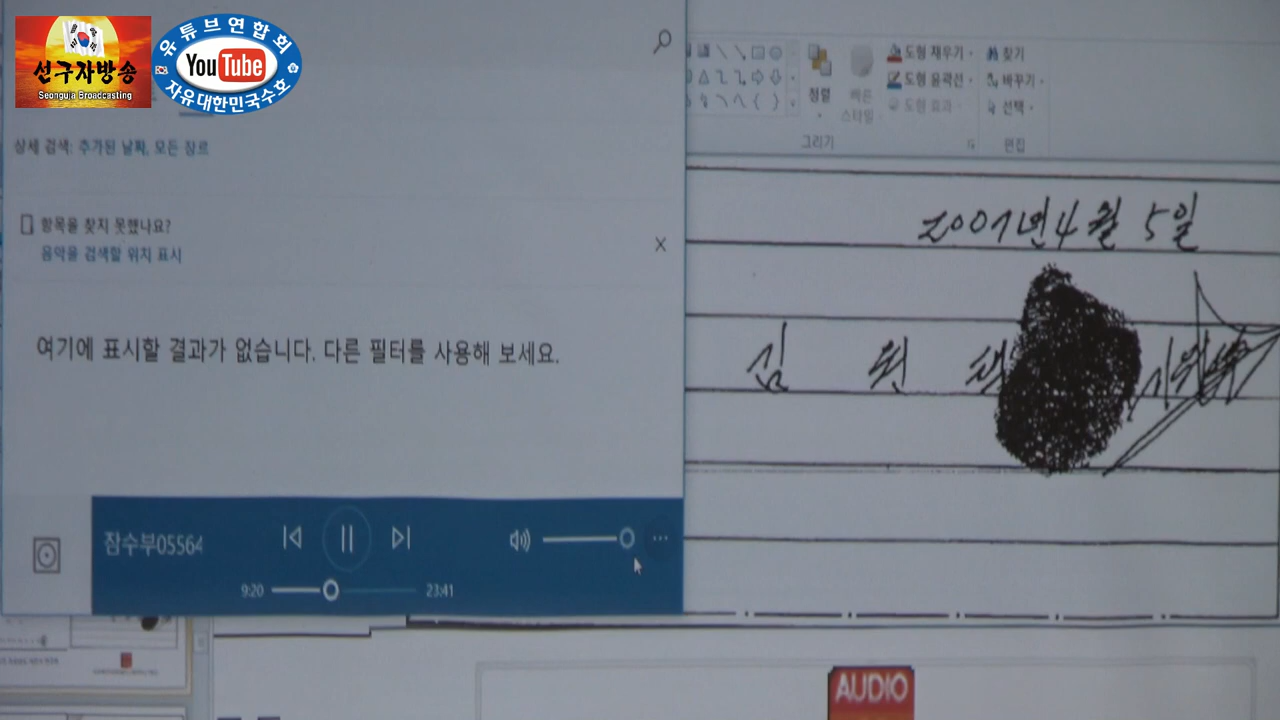 유튜브연합회
YouTube
자유대한민국수호
선구자방송
Seonguja Broadcasting
상세 검색: 추가된 날짜, 모든 장르
항목을 찾지 못했나요?
음악을 검색할 위치 표시
여기에 표시할 결과가 없습니다. 다른 필터를 사용해 보세요.
잠수부05564
9:20
23:41
정렬
빠른
스타일
도형 채우기
도형 윤곽선
도형 효과
그리기
찾기
바꾸기
선택
편집
2001년 4월 5일
김 원
AUDIO